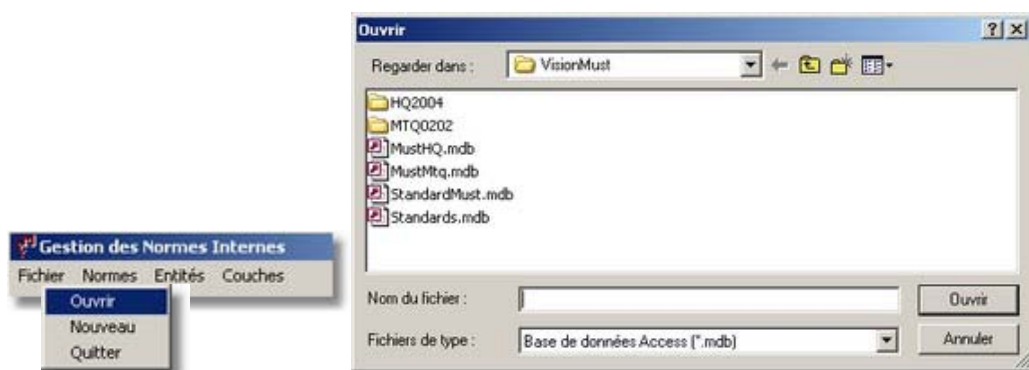 Gestion des Normes Internes
Fichier Normes Entités Couches
Ouvrir
Nouveau
Quitter
Ouvrir
Regarder dans : VisionMust
HQ2004
MTQ0202
MustHQ.mdb
MustMtq.mdb
StandardMust.mdb
Standards.mdb
Nom du fichier : Ouvrir
Fichiers de type : Base de données Access (*.mdb) Annuler